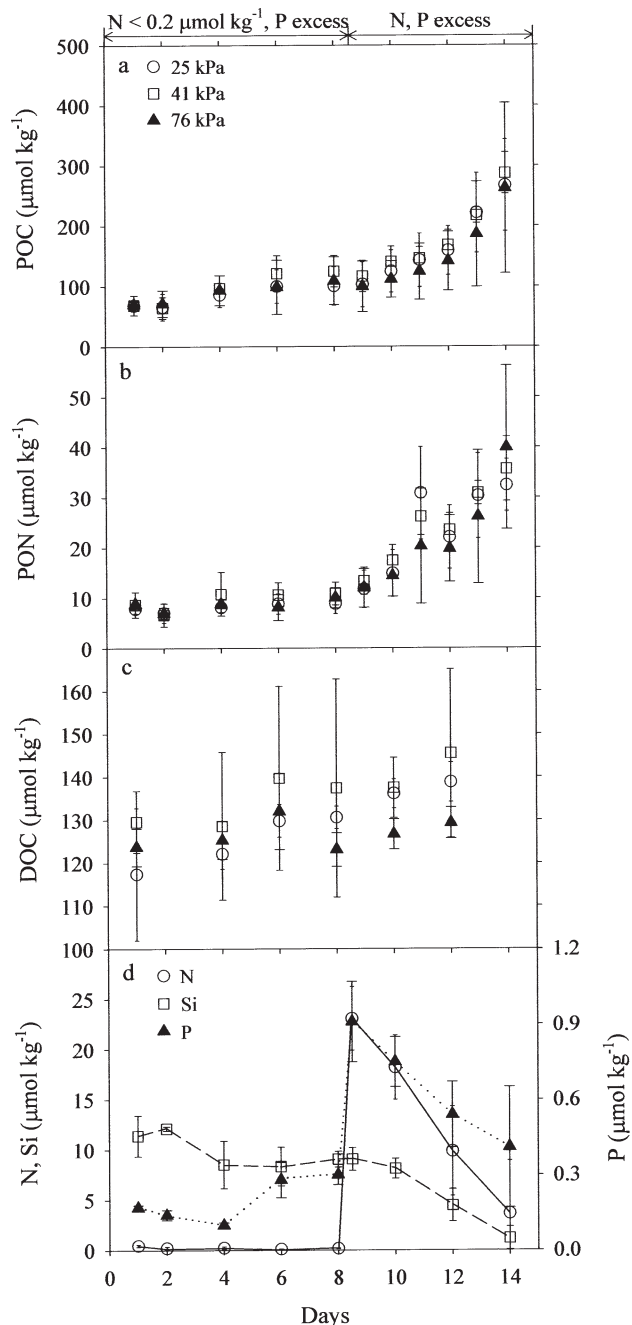 N < 0.2 µmol kg⁻¹, P excess N, P excess
a
25 kPa
41 kPa
76 kPa
POC (µmol kg⁻¹)
500
400
300
200
100
0
b
PON (µmol kg⁻¹)
50
40
30
20
10
0
c
DOC (µmol kg⁻¹)
160
150
140
130
120
110
100
d
N
Si
P
N, Si (µmol kg⁻¹)
25
20
15
10
5
0
1.2
0.9
0.6
0.3
0.0
P (µmol kg⁻¹)
0 2 4 6 8 10 12 14
Days